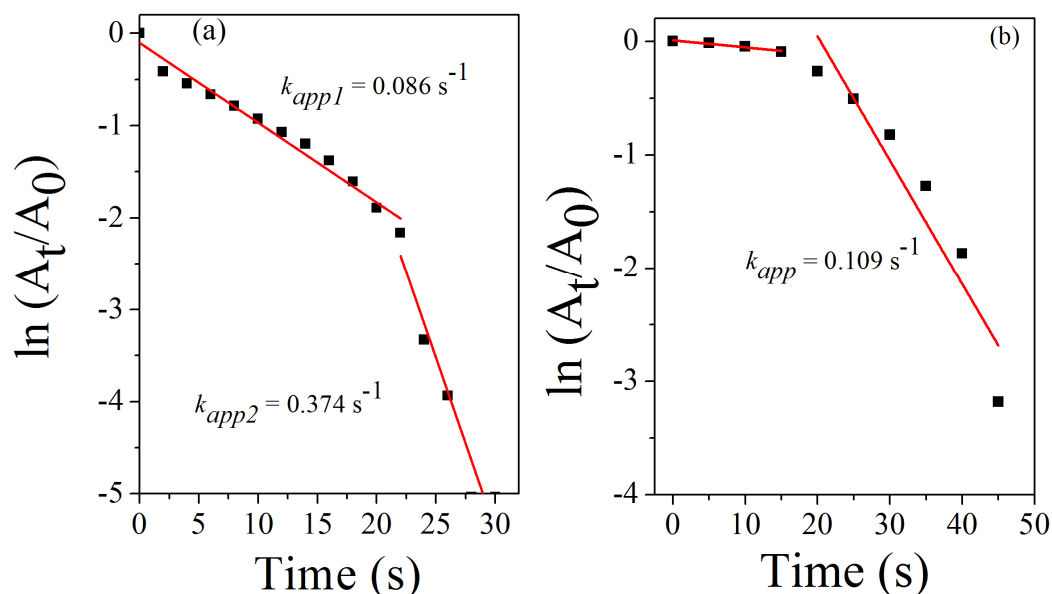 (a)
k_app1 = 0.086 s^-1
k_app2 = 0.374 s^-1
ln (A_t/A_0)
0
-1
-2
-3
-4
-5
0 5 10 15 20 25 30
Time (s)
(b)
k_app = 0.109 s^-1
ln (A_t/A_0)
0
-1
-2
-3
-4
0 10 20 30 40 50
Time (s)